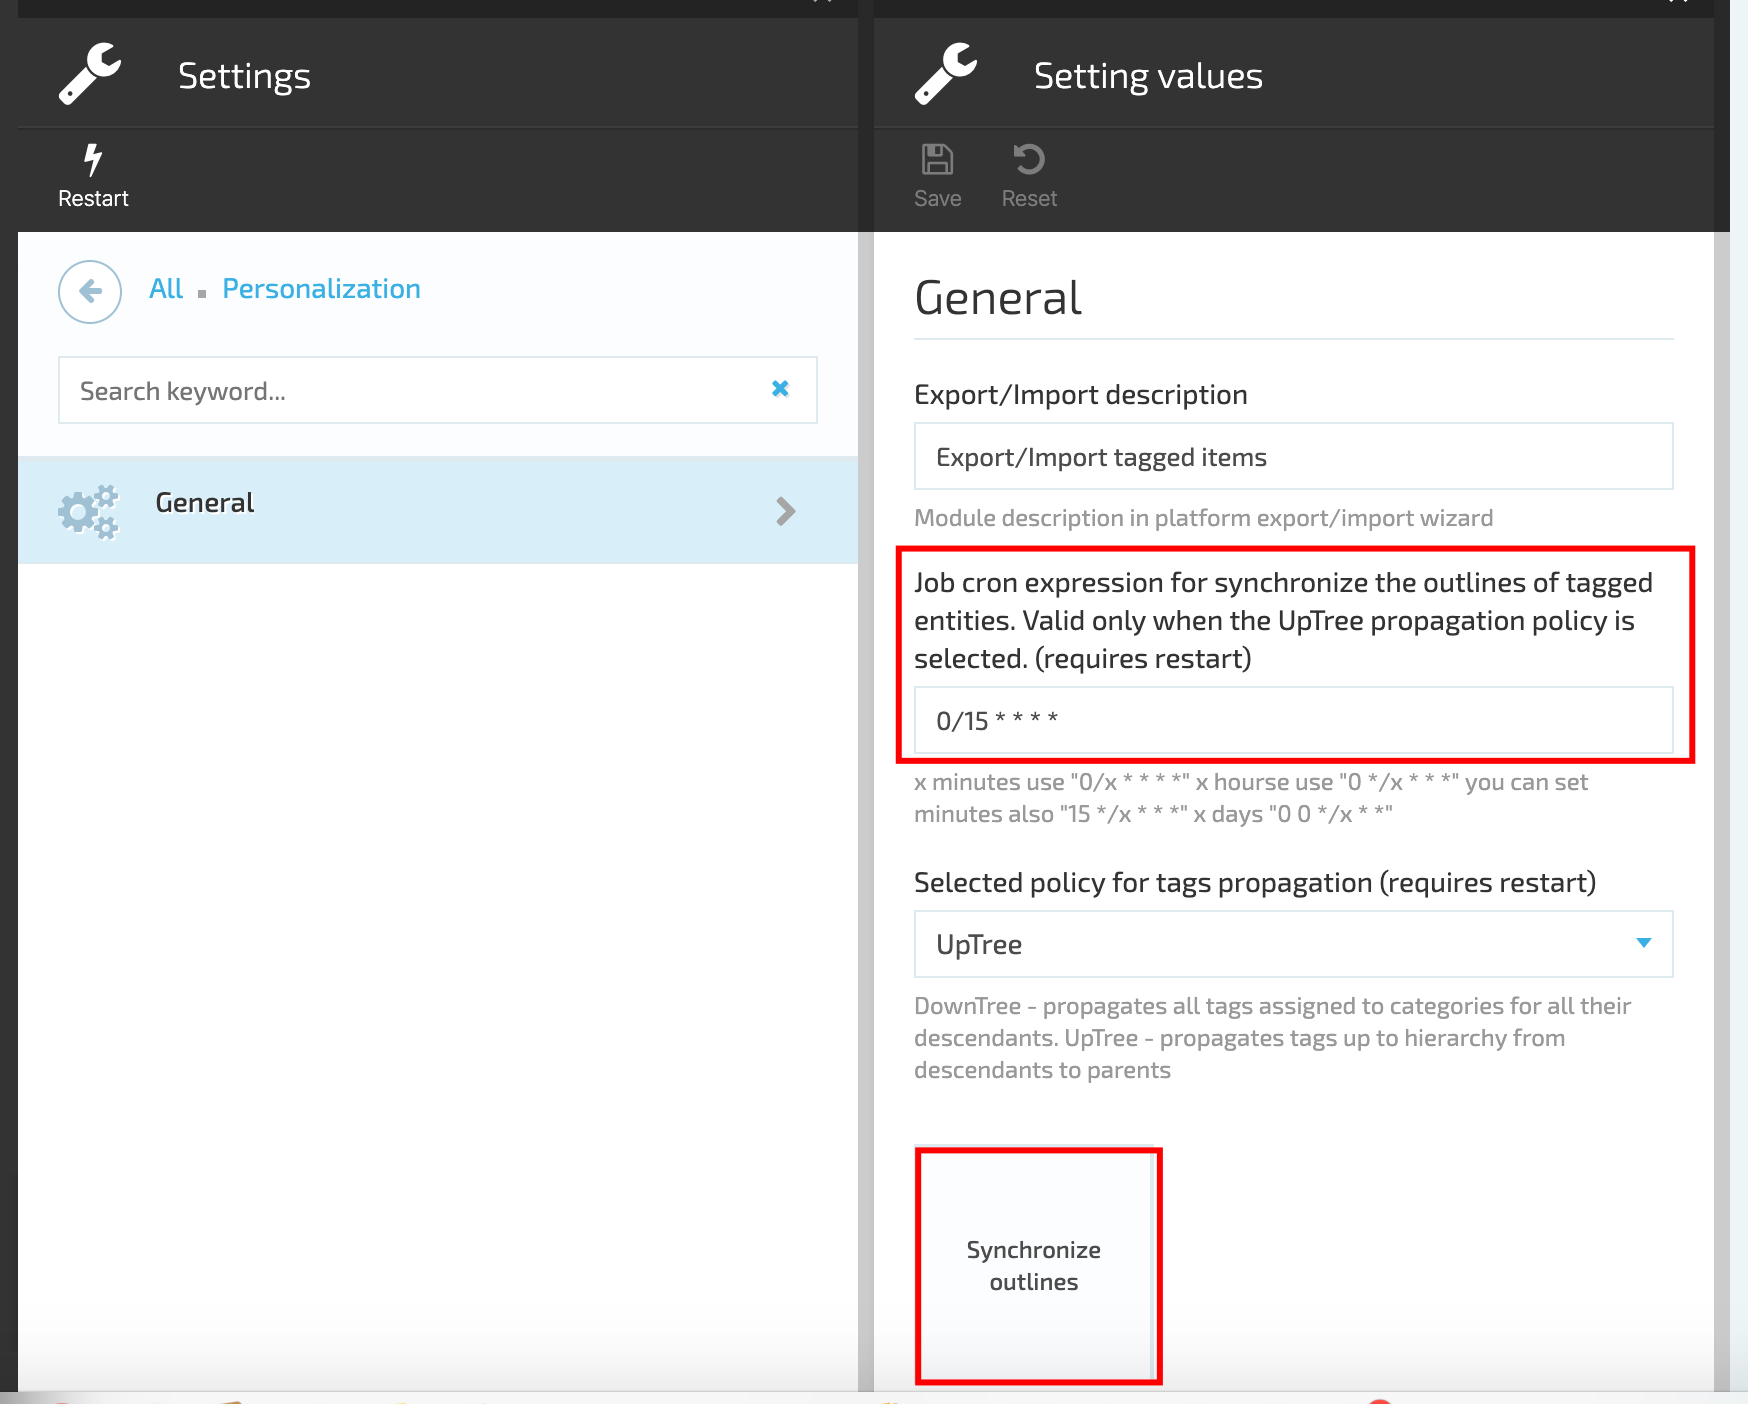 Settings
Restart
All
Personalization
Search keyword...
General
Setting values
Save
Reset
General
Export/Import description
Export/Import tagged items
Module description in platform export/import wizard
Job cron expression for synchronize the outlines of tagged
entities. Valid only when the UpTree propagation policy is
selected. (requires restart)
0/15 * * * *
x minutes use "0/x * * * *" x hourse use "0 */x * * *" you can set
minutes also "15 */x * * *" x days "0 0 */x * *"
Selected policy for tags propagation (requires restart)
UpTree
DownTree - propagates all tags assigned to categories for all their
descendants. UpTree - propagates tags up to hierarchy from
descendants to parents
Synchronize
outlines